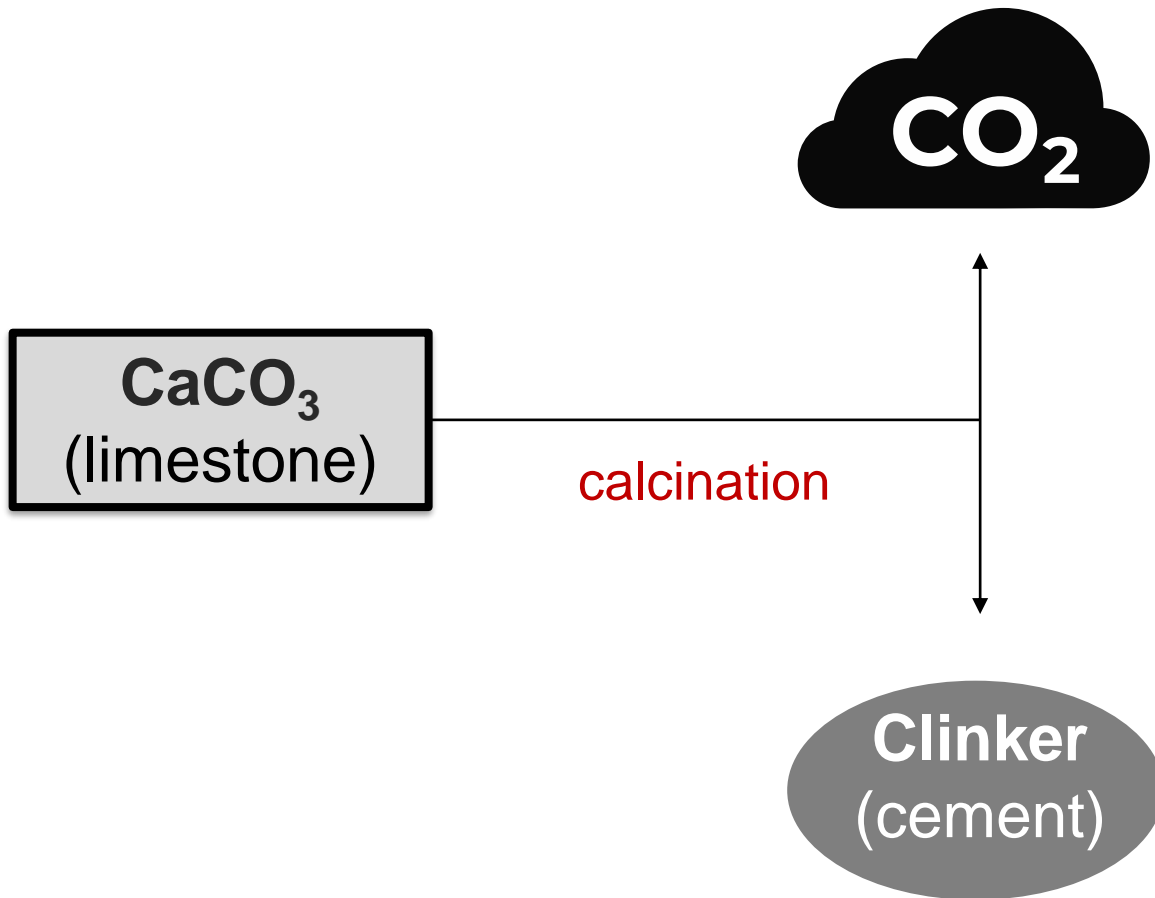 CO₂
CaCO₃
(limestone)
calcination
Clinker
(cement)